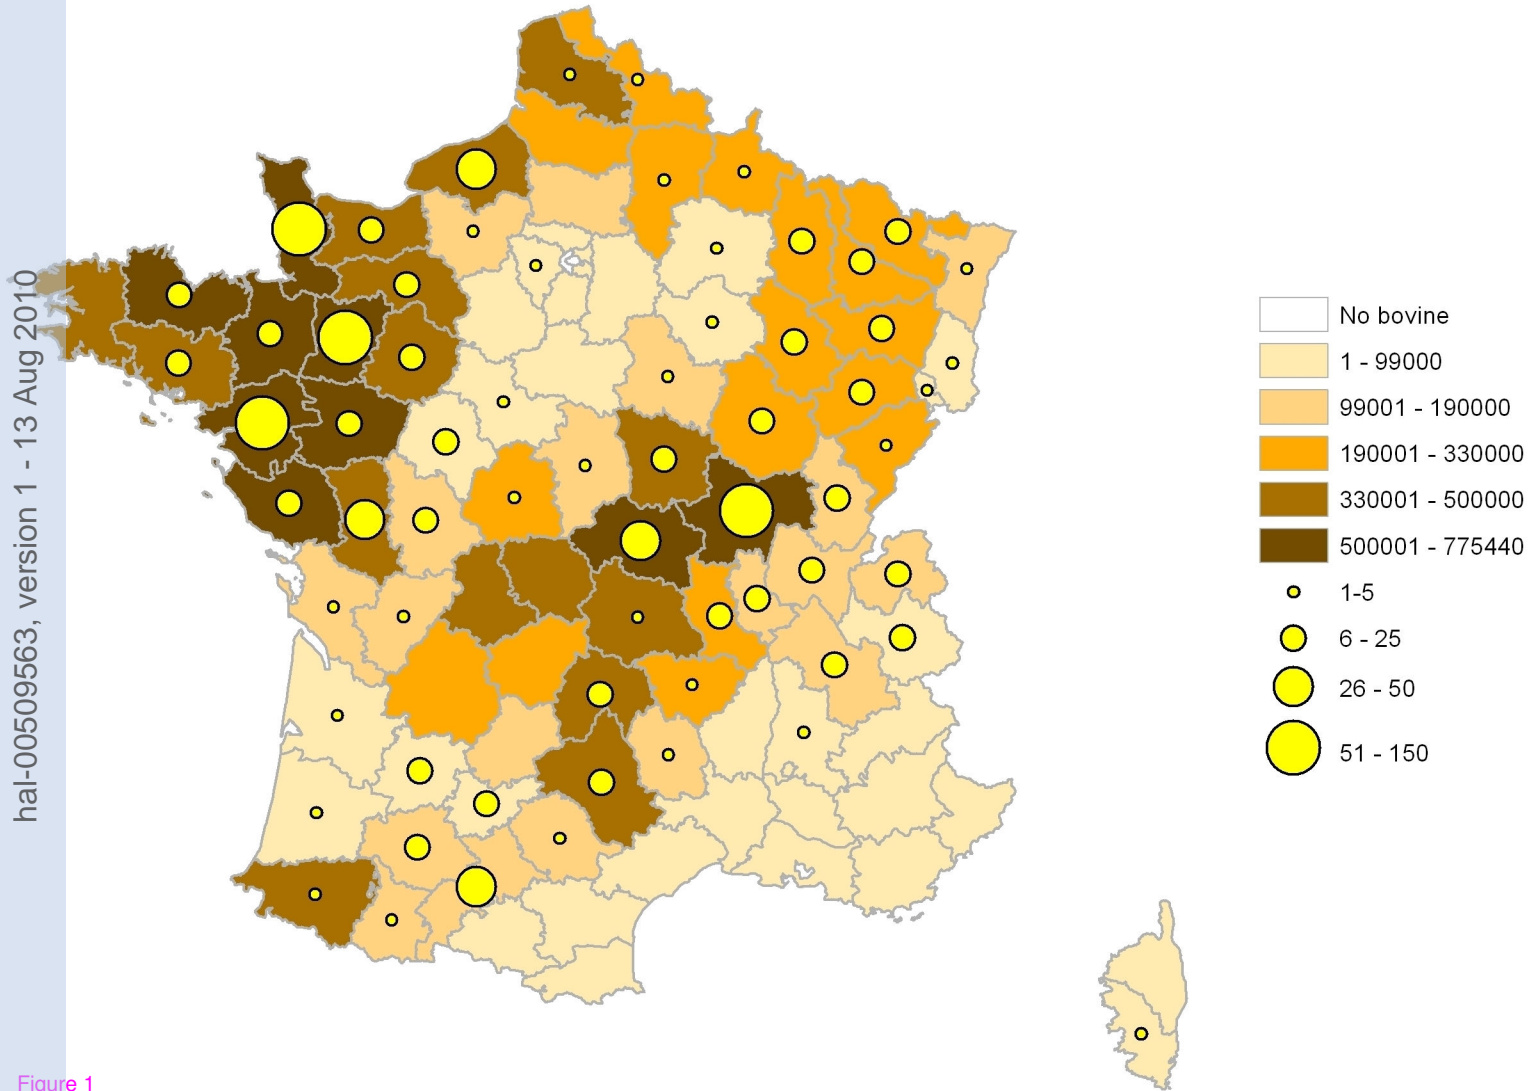 hal-00509563, version 1 - 13 Aug 2010
No bovine
1 - 99000
99001 - 190000
190001 - 330000
330001 - 500000
500001 - 775440
1-5
6 - 25
26 - 50
51 - 150
Figure 1